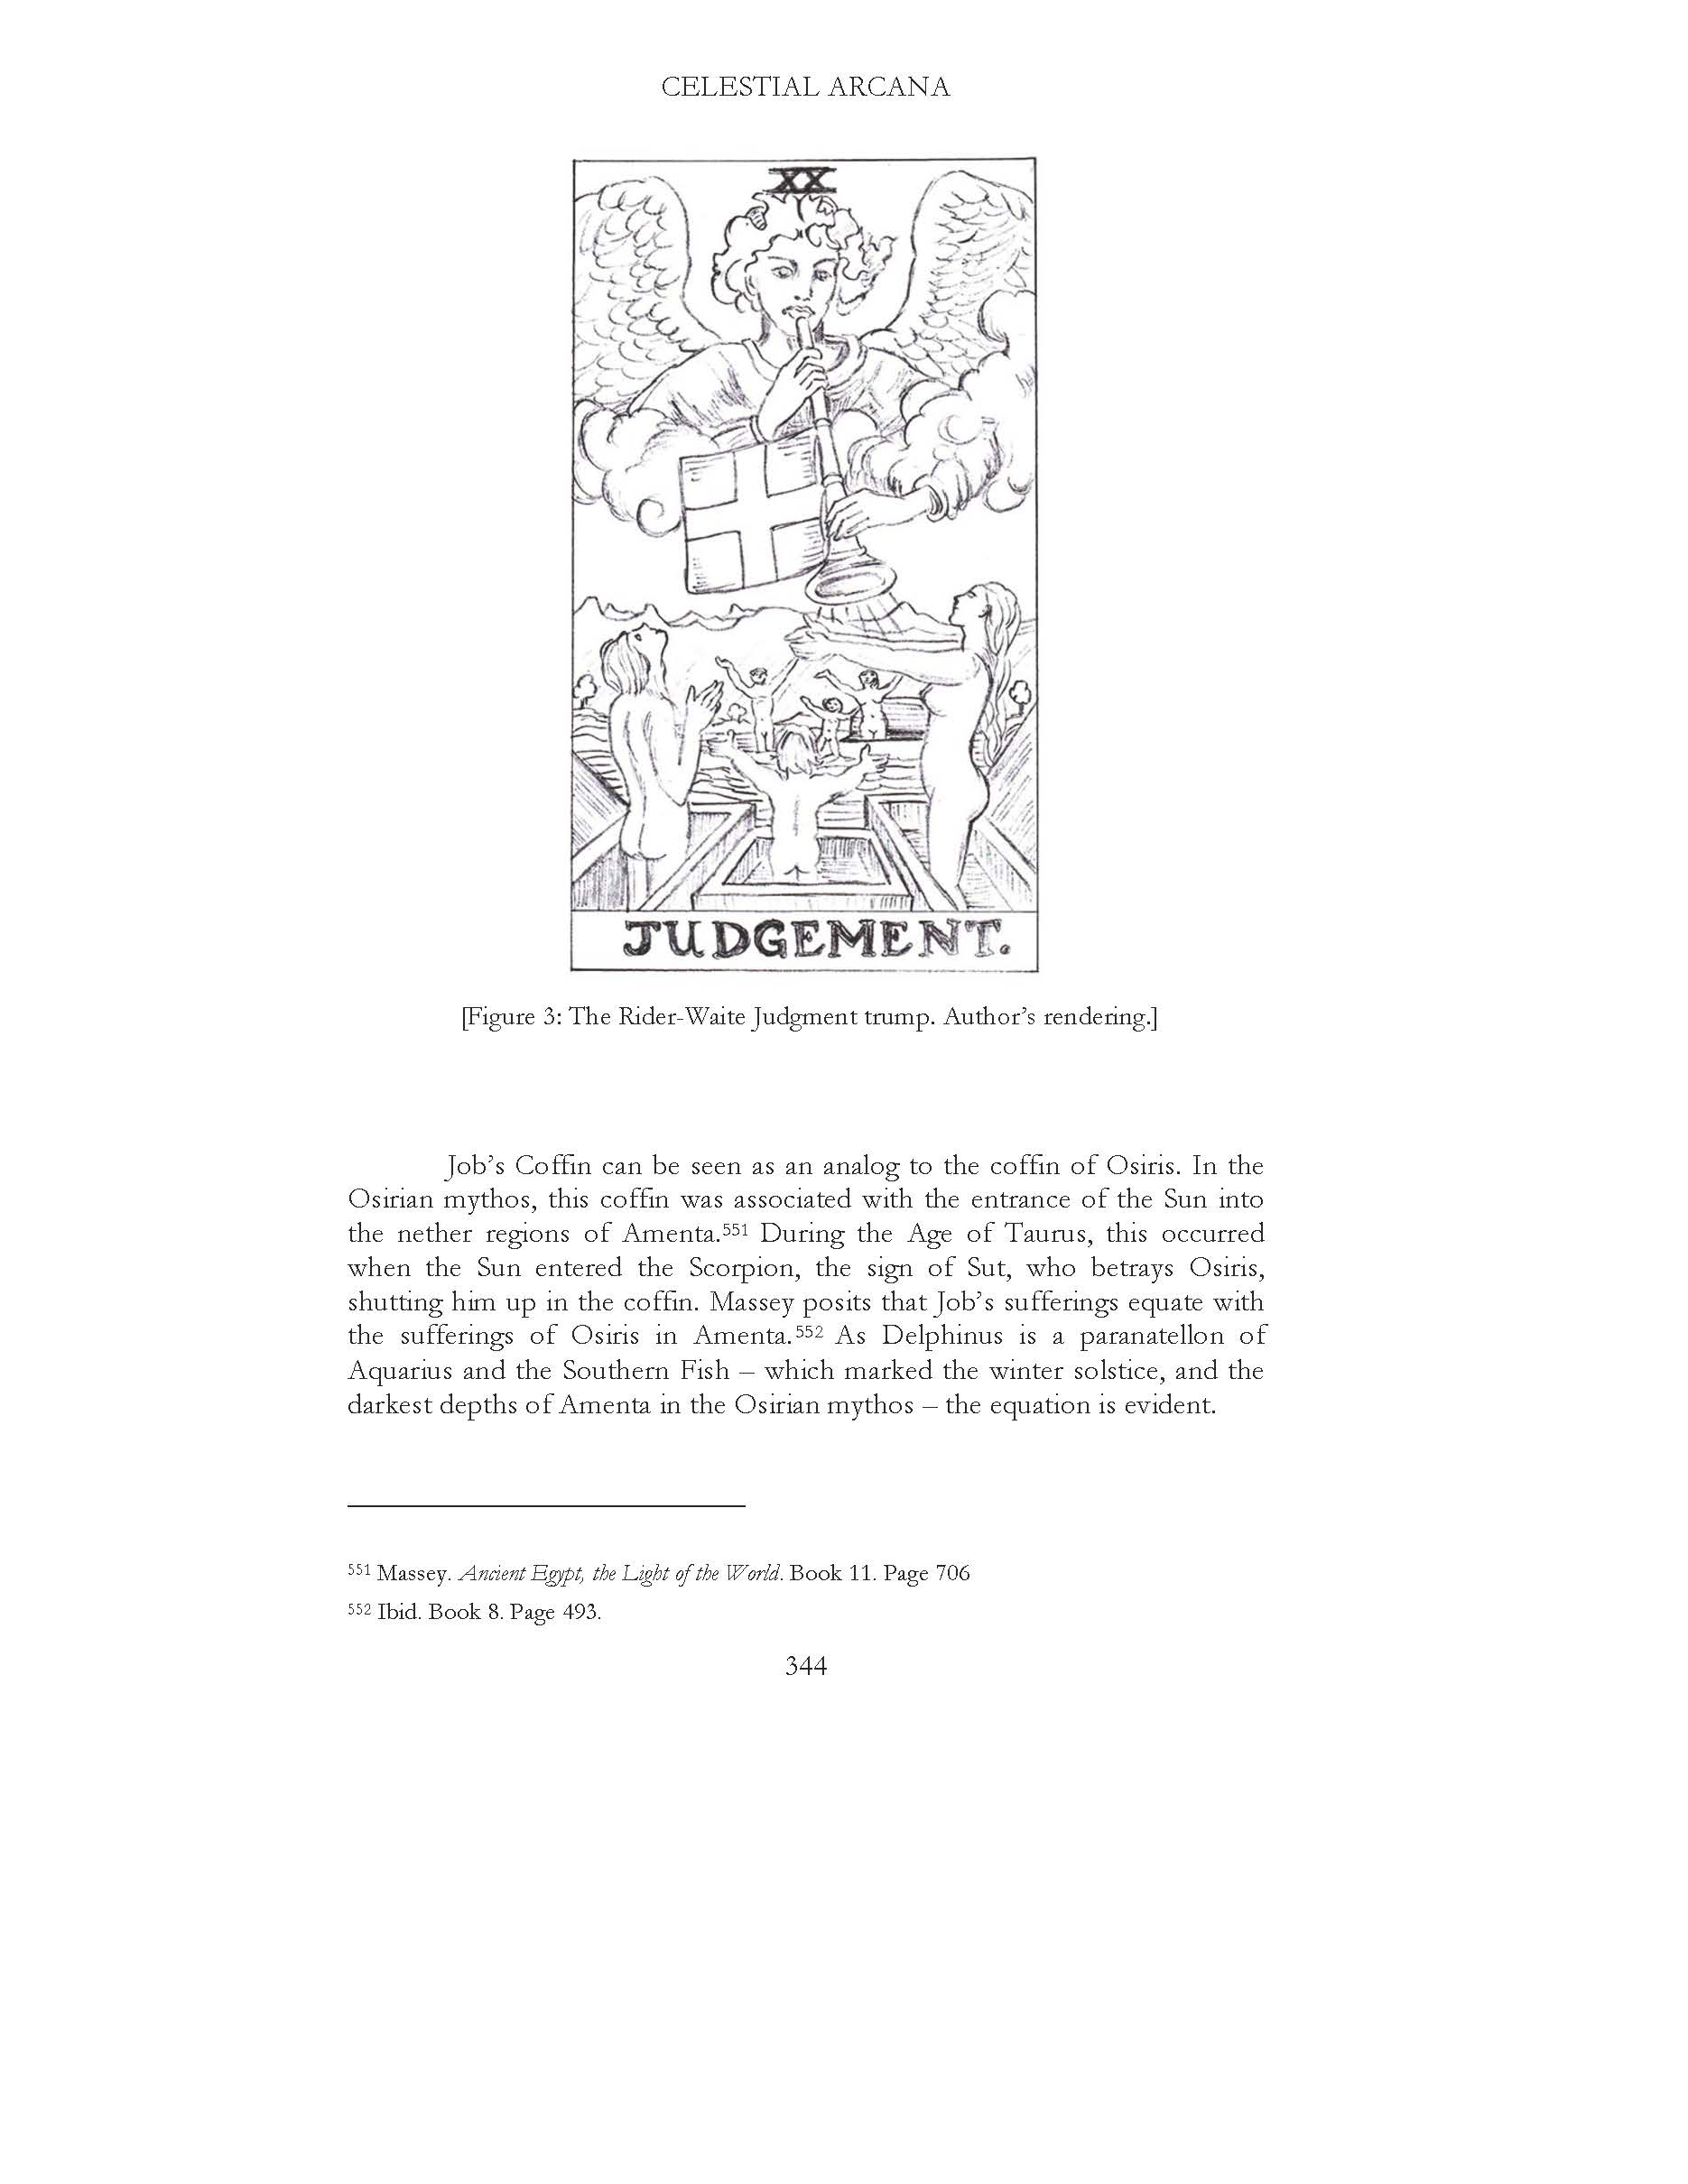 CELESTIAL ARCANA
XX
JUDGEMENT.
[Figure 3: The Rider-Waite Judgment trump. Author’s rendering.]
Job’s Coffin can be seen as an analog to the coffin of Osiris. In the
Osirian mythos, this coffin was associated with the entrance of the Sun into
the nether regions of Amenta.551 During the Age of Taurus, this occurred
when the Sun entered the Scorpion, the sign of Sut, who betrays Osiris,
shutting him up in the coffin. Massey posits that Job’s sufferings equate with
the sufferings of Osiris in Amenta.552 As Delphinus is a paranatellon of
Aquarius and the Southern Fish – which marked the winter solstice, and the
darkest depths of Amenta in the Osirian mythos – the equation is evident.
551 Massey. Ancient Egypt, the Light of the World. Book 11. Page 706
552 Ibid. Book 8. Page 493.
344